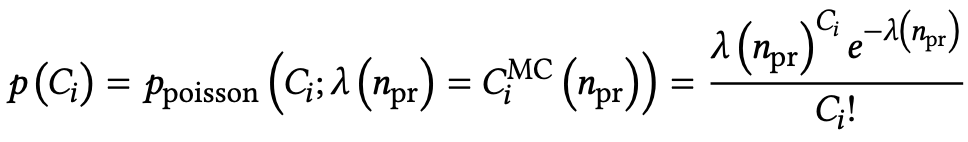 p(C_i) = p_poisson (C_i; λ(n_pr) = C_i^MC (n_pr)) = λ(n_pr)^{C_i} e^{−λ(n_pr)} / C_i!